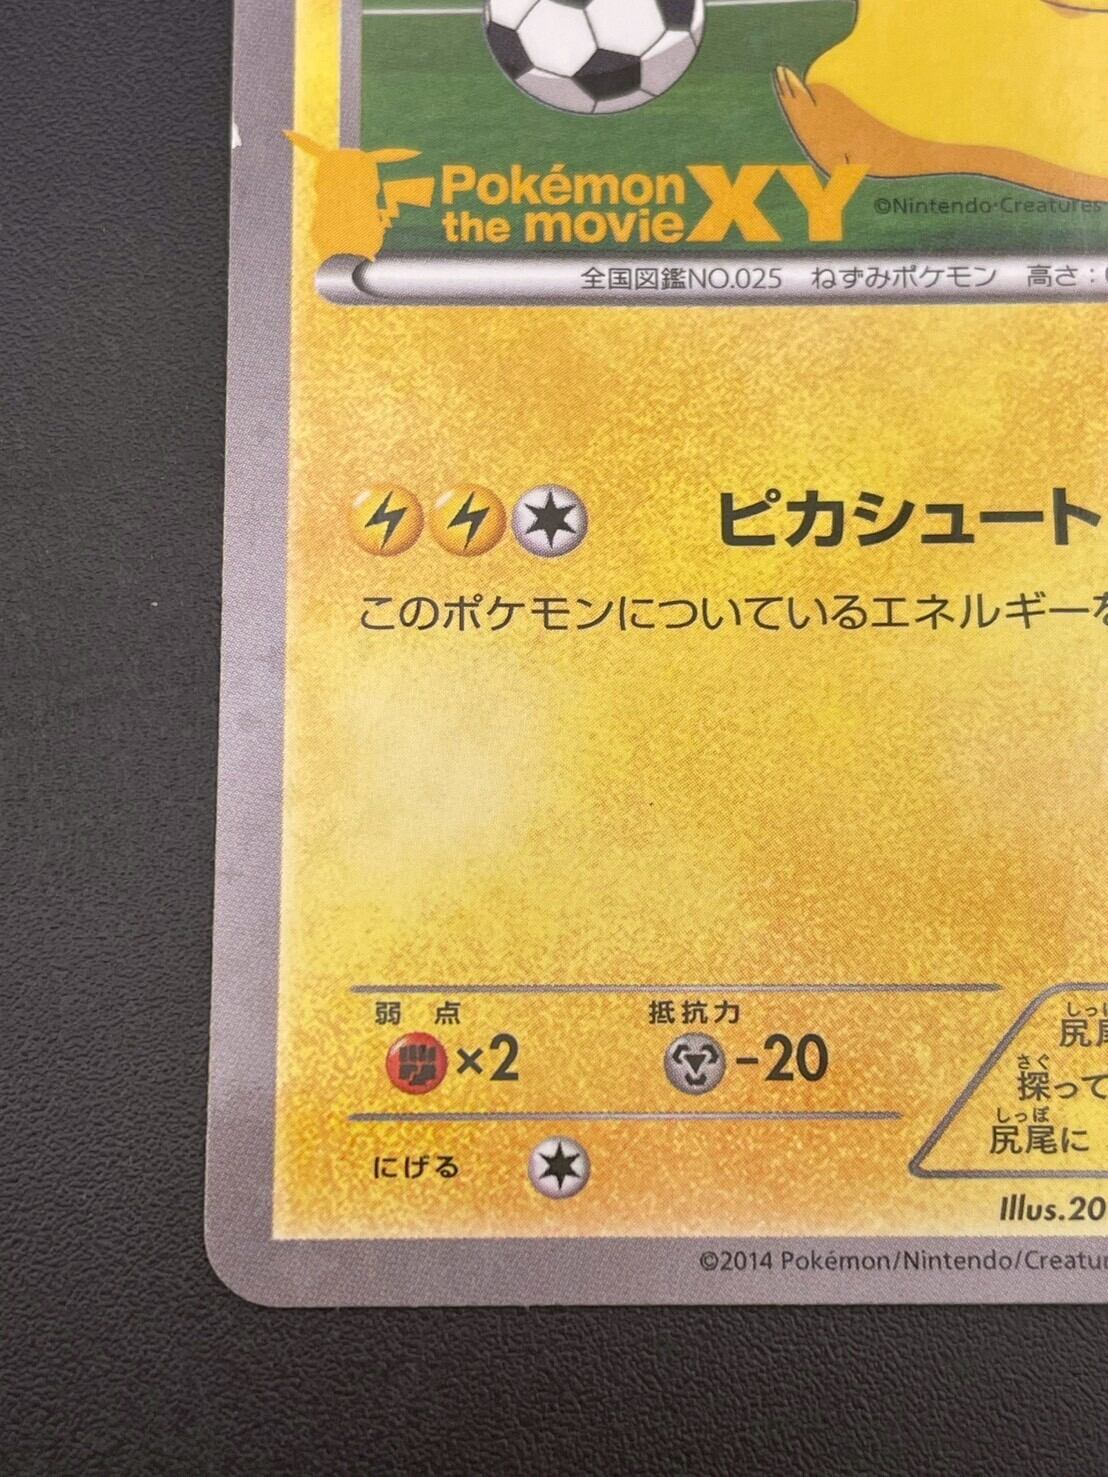 Pokémon
the movie XY
©Nintendo・Creatures
全国図鑑NO.025 ねずみポケモン 高さ:
ピカシュート
このポケモンについているエネルギーを
弱点 抵抗力
×2 -20
しっ
尻尾
さぐ
探って
しっぽ
尻尾に
にげる
Illus.20
©2014 Pokémon/Nintendo/Creatur